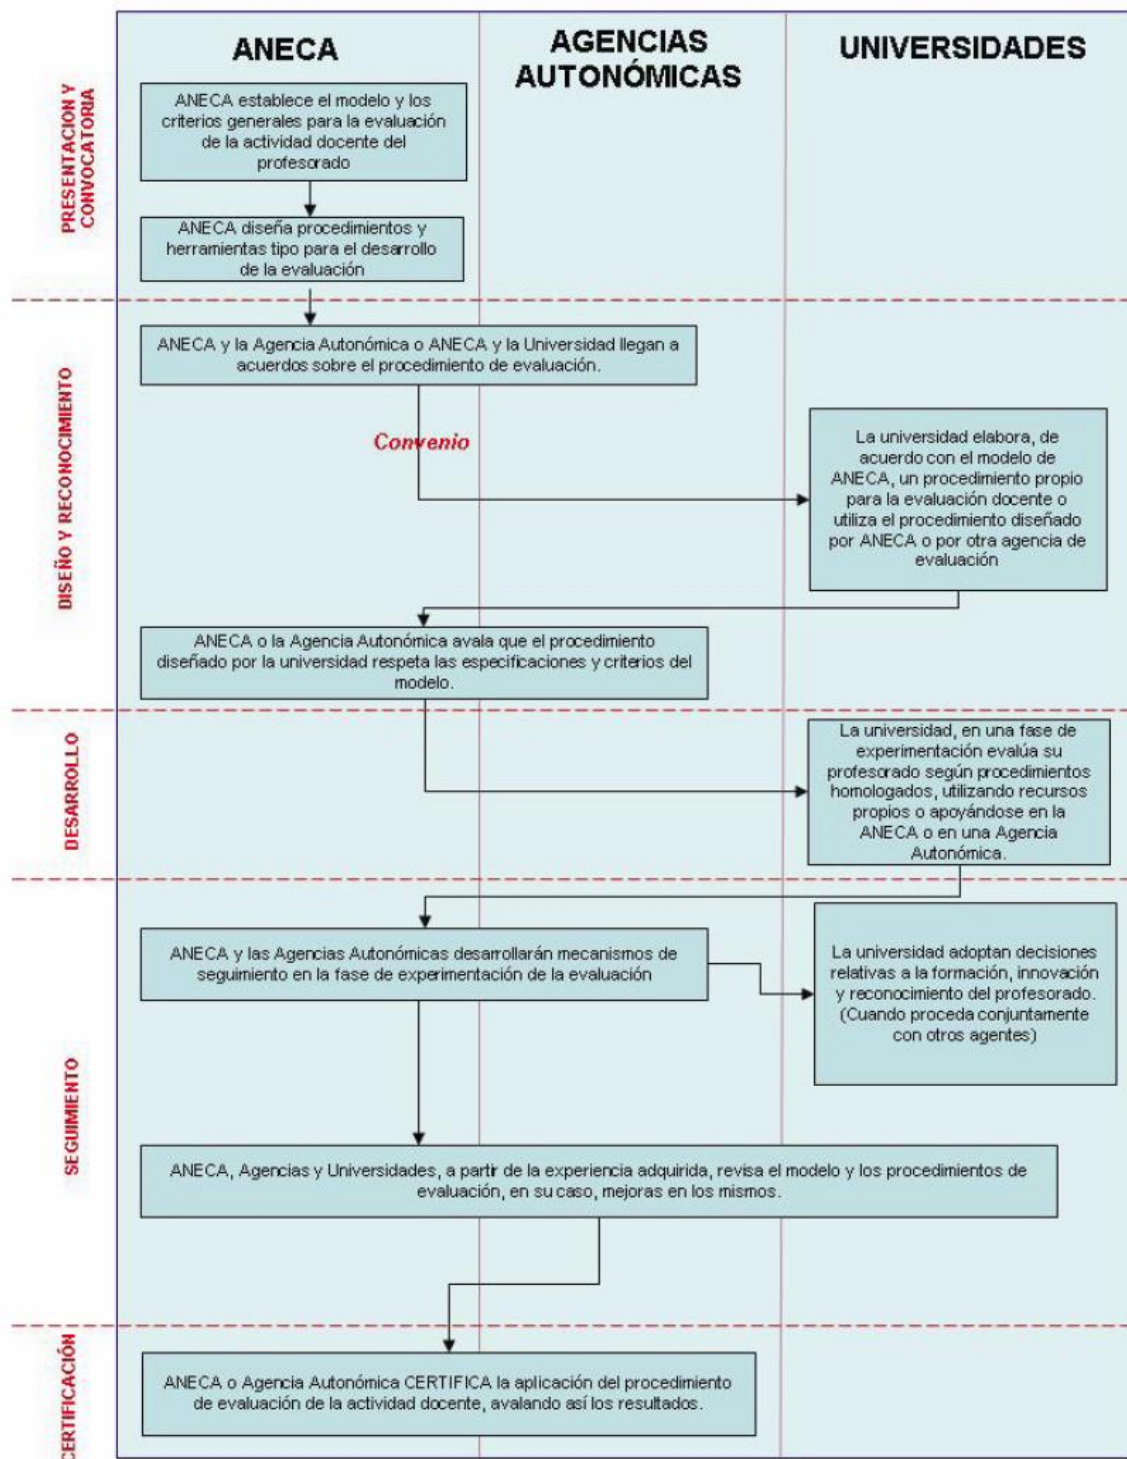 ANECA
AGENCIAS
AUTONÓMICAS
UNIVERSIDADES
PRESENTACION Y
CONVOCATORIA
ANECA establece el modelo y los
criterios generales para la evaluación
de la actividad docente del
profesorado
ANECA diseña procedimientos y
herramientas tipo para el desarrollo
de la evaluación
DISEÑO Y RECONOCIMIENTO
ANECA y la Agencia Autonómica o ANECA y la Universidad llegan a
acuerdos sobre el procedimiento de evaluación.
Convenio
La universidad elabora, de
acuerdo con el modelo de
ANECA, un procedimiento propio
para la evaluación docente o
utiliza el procedimiento diseñado
por ANECA o por otra agencia de
evaluación
ANECA o la Agencia Autonómica avala que el procedimiento
diseñado por la universidad respeta las especificaciones y criterios del
modelo.
DESARROLLO
La universidad, en una fase de
experimentación evalúa su
profesorado según procedimientos
homologados, utilizando recursos
propios o apoyándose en la
ANECA o en una Agencia
Autonómica.
SEGUIMIENTO
ANECA y las Agencias Autonómicas desarrollarán mecanismos de
seguimiento en la fase de experimentación de la evaluación
La universidad adoptan decisiones
relativas a la formación, innovación
y reconocimiento del profesorado.
(Cuando proceda conjuntamente
con otros agentes)
ANECA, Agencias y Universidades, a partir de la experiencia adquirida, revisa el modelo y los procedimientos de
evaluación, en su caso, mejoras en los mismos.
CERTIFICACIÓN
ANECA o Agencia Autonómica CERTIFICA la aplicación del procedimiento
de evaluación de la actividad docente, avalando así los resultados.